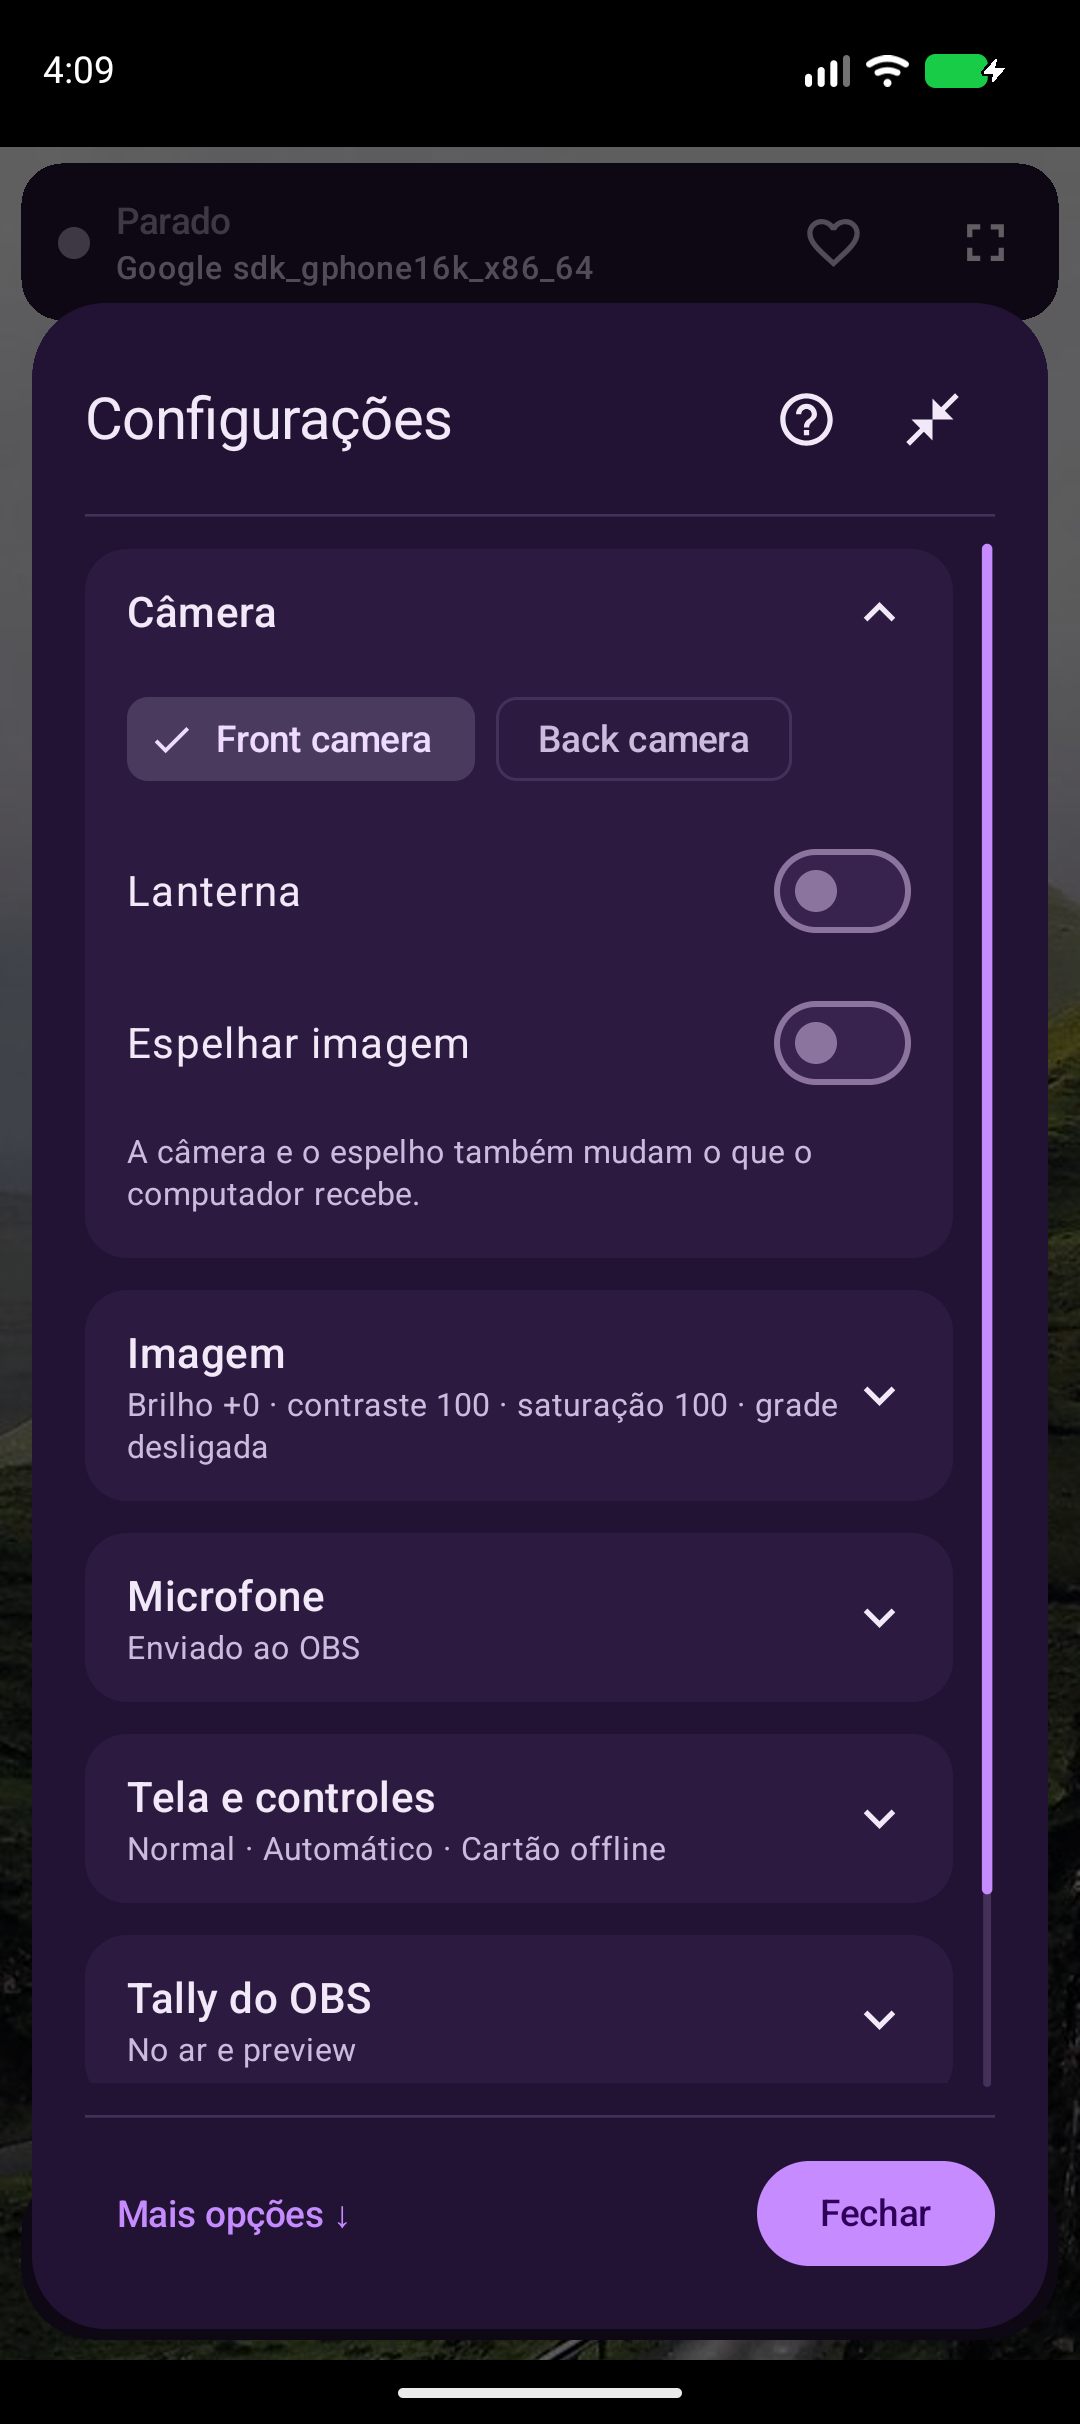 4:09
Parado
Google sdk_gphone16k_x86_64
Configurações
Câmera
Front camera
Back camera
Lanterna
Espelhar imagem
A câmera e o espelho também mudam o que o
computador recebe.
Imagem
Brilho +0 · contraste 100 · saturação 100 · grade
desligada
Microfone
Enviado ao OBS
Tela e controles
Normal · Automático · Cartão offline
Tally do OBS
No ar e preview
Mais opções ↓
Fechar